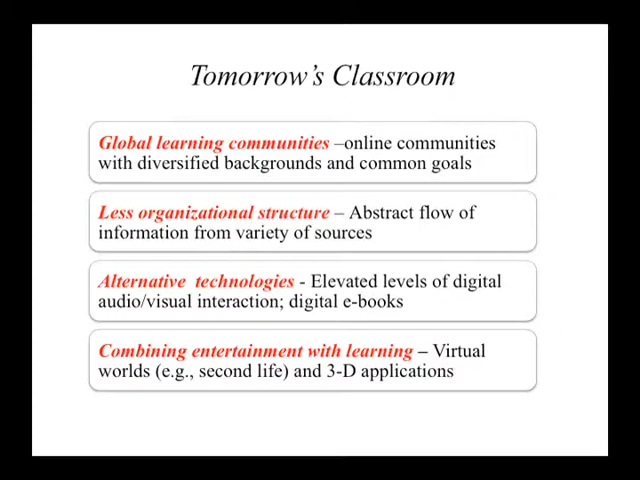 Tomorrow's Classroom
Global learning communities –online communities
with diversified backgrounds and common goals
Less organizational structure – Abstract flow of
information from variety of sources
Alternative technologies - Elevated levels of digital
audio/visual interaction; digital e-books
Combining entertainment with learning – Virtual
worlds (e.g., second life) and 3-D applications